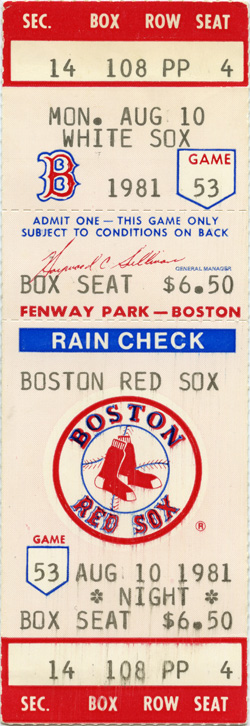 SEC. BOX ROW SEAT
14 108 PP 4
MON. AUG 10
WHITE SOX
B
GAME
1981 53
ADMIT ONE — THIS GAME ONLY
SUBJECT TO CONDITIONS ON BACK
Haywood C Sullivan
GENERAL MANAGER
BOX SEAT $6.50
FENWAY PARK — BOSTON
RAIN CHECK
BOSTON RED SOX
BOSTON
RED SOX
®
GAME
53 AUG 10 1981
* NIGHT *
BOX SEAT $6.50
14 108 PP 4
SEC. BOX ROW SEAT